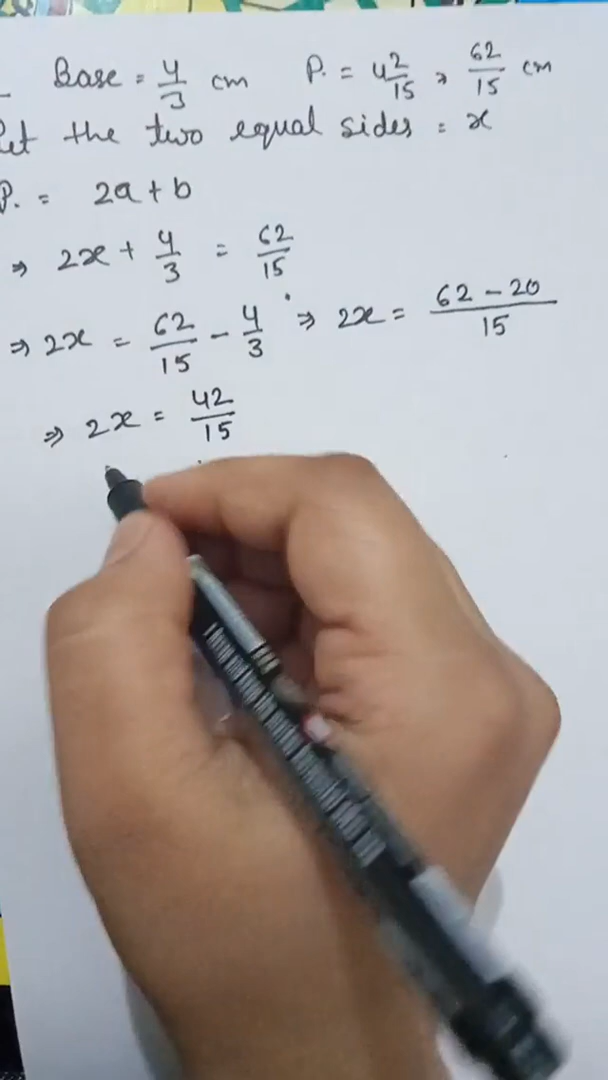 Base = 4/3 cm P. = 4 2/15 , 62/15 cm
Let the two equal sides = x
P. = 2a + b
⇒ 2x + 4/3 = 62/15
⇒ 2x = 62/15 - 4/3 ⇒ 2x = 62 - 20/15
⇒ 2x = 42/15